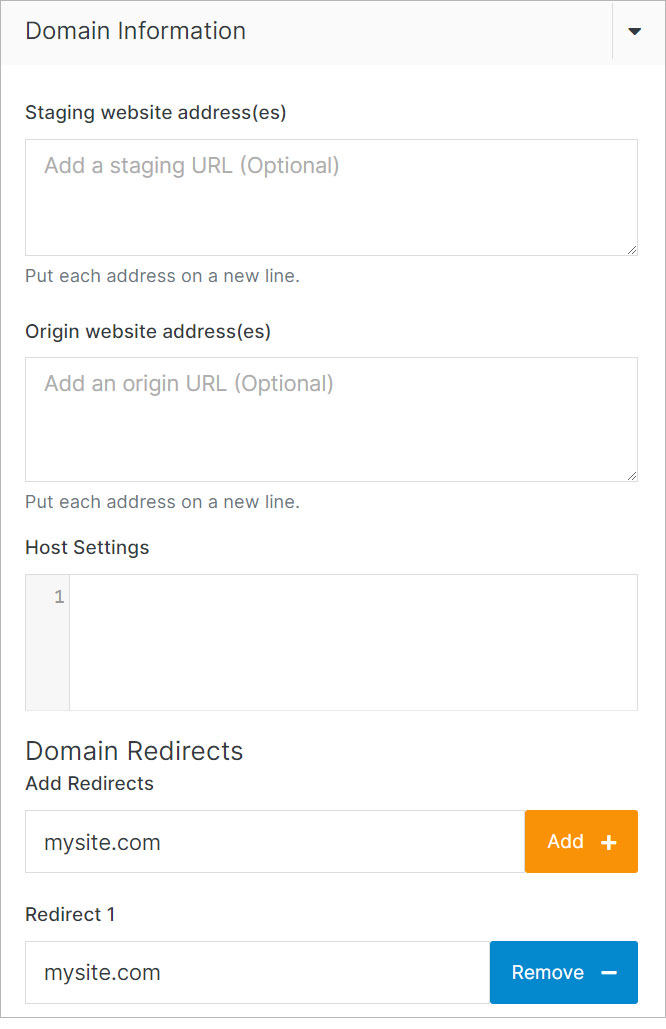 Domain Information
Staging website address(es)
Add a staging URL (Optional)
Put each address on a new line.
Origin website address(es)
Add an origin URL (Optional)
Put each address on a new line.
Host Settings
1
Domain Redirects
Add Redirects
mysite.com Add +
Redirect 1
mysite.com Remove −